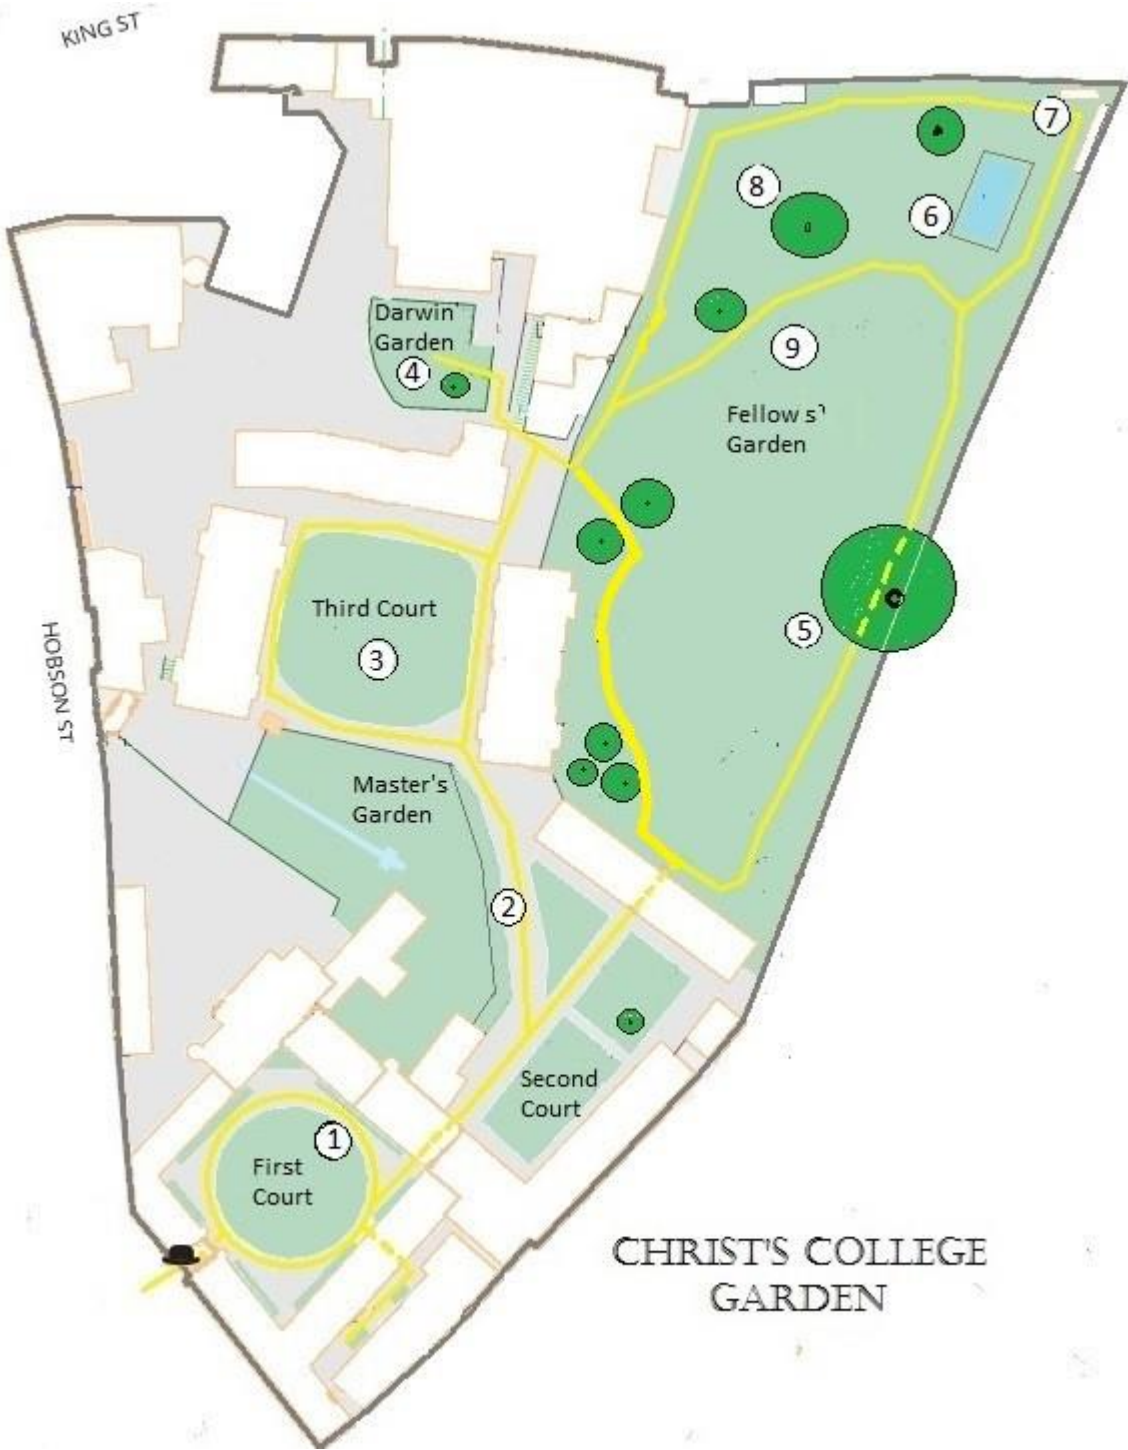 KING ST
7
8
6
Darwin'
Garden
4
9
Fellow s'
Garden
Third Court
3
5
HOBSON ST
Master's
Garden
2
Second
Court
1
First
Court
CHRIST'S COLLEGE
GARDEN